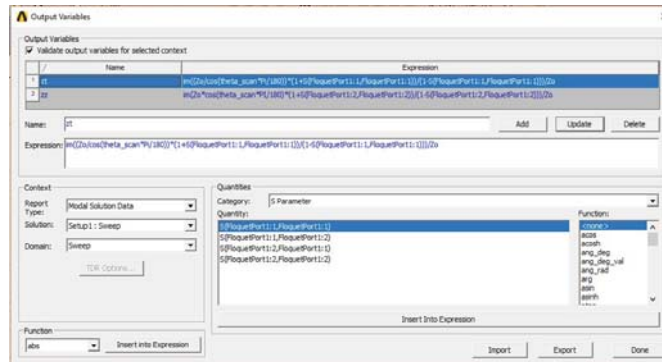 Output Variables
Output Variables
Validate output variables for selected context
/ Name Expression
1 zt im((Zo/cos(theta_scan*Pi/180))*(1+S(FloquetPort1:1,FloquetPort1:1))/(1-S(FloquetPort1:1,FloquetPort1:1)))/Zo
2 zz im(Zo*cos(theta_scan*PI/180)*(1+S(FloquetPort1:2,FloquetPort1:2))/(1-S(FloquetPort1:2,FloquetPort1:2)))/Zo
Name: zt Add Update Delete
Expression: im((Zo/cos(theta_scan*Pi/180))*(1+S(FloquetPort1:1,FloquetPort1:1))/(1-S(FloquetPort1:1,FloquetPort1:1)))/Zo
Context
Report Type: Modal Solution Data
Solution: Setup1 : Sweep
Domain: Sweep
TDR Options...
Function
abs Insert into Expression
Quantities
Category: S Parameter
Quantity: Function:
S(FloquetPort1:1,FloquetPort1:1)
S(FloquetPort1:1,FloquetPort1:2)
S(FloquetPort1:2,FloquetPort1:1)
S(FloquetPort1:2,FloquetPort1:2)
<none>
acos
acosh
ang_deg
ang_deg_val
ang_rad
arg
asin
asinh
Insert Into Expression
Import Export Done